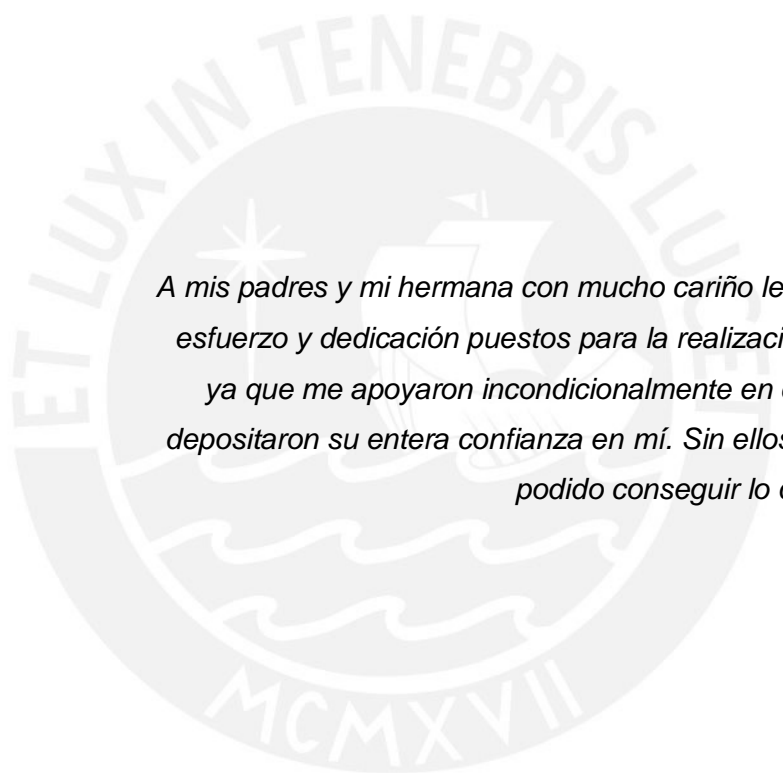 ET LUX IN TENEBRIS LUCET
A mis padres y mi hermana con mucho cariño
esfuerzo y dedicación puestos para la
ya que me apoyaron incondicionalmente en
depositaron su entera confianza en mí. Sin ellos
podido conseguir lo
MCMXVII